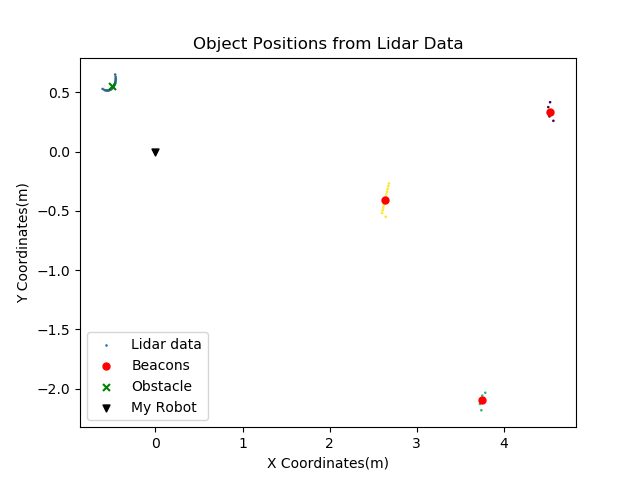 Object Positions from Lidar Data
Y Coordinates(m)
0.5
0.0
−0.5
−1.0
−1.5
−2.0
Lidar data
Beacons
Obstacle
My Robot
0 1 2 3 4
X Coordinates(m)